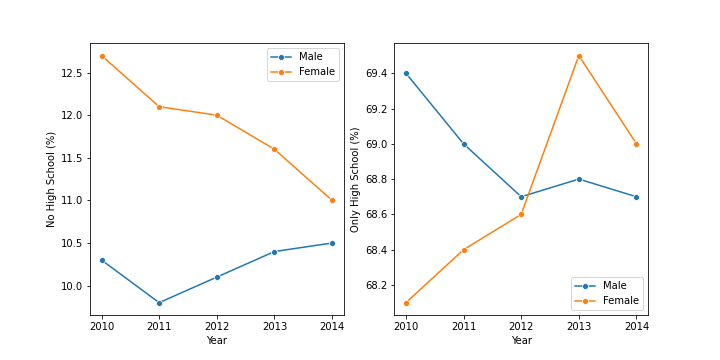 No High School (%)
12.5
12.0
11.5
11.0
10.5
10.0
2010 2011 2012 2013 2014
Year
Male
Female
Only High School (%)
69.4
69.2
69.0
68.8
68.6
68.4
68.2
2010 2011 2012 2013 2014
Year
Male
Female